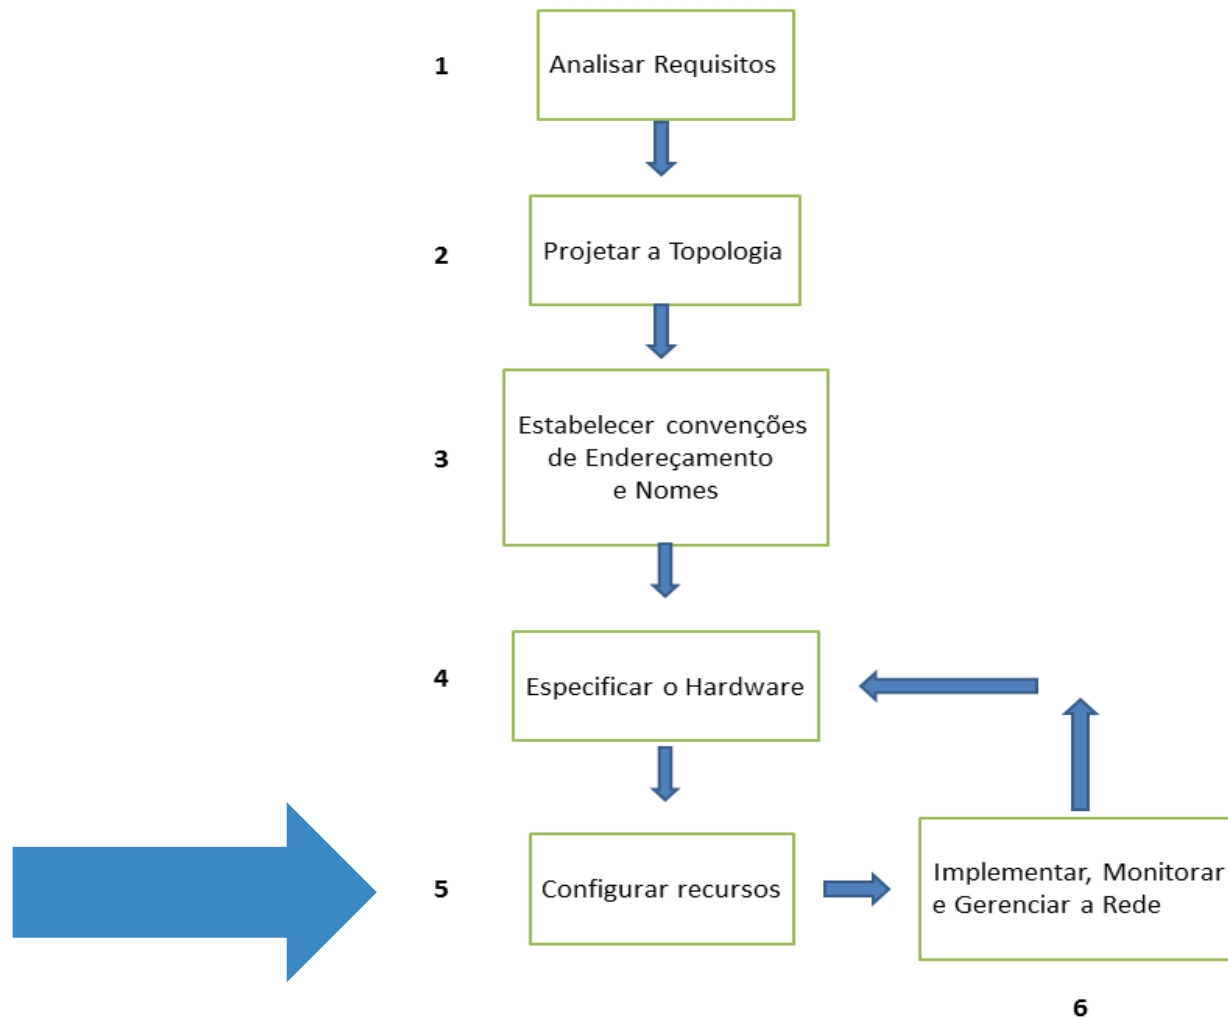 1
Analisar Requisitos
2
Projetar a Topologia
3
Estabelecer convenções
de Endereçamento
e Nomes
4
Especificar o Hardware
5
Configurar recursos
Implementar, Monitorar
e Gerenciar a Rede
6